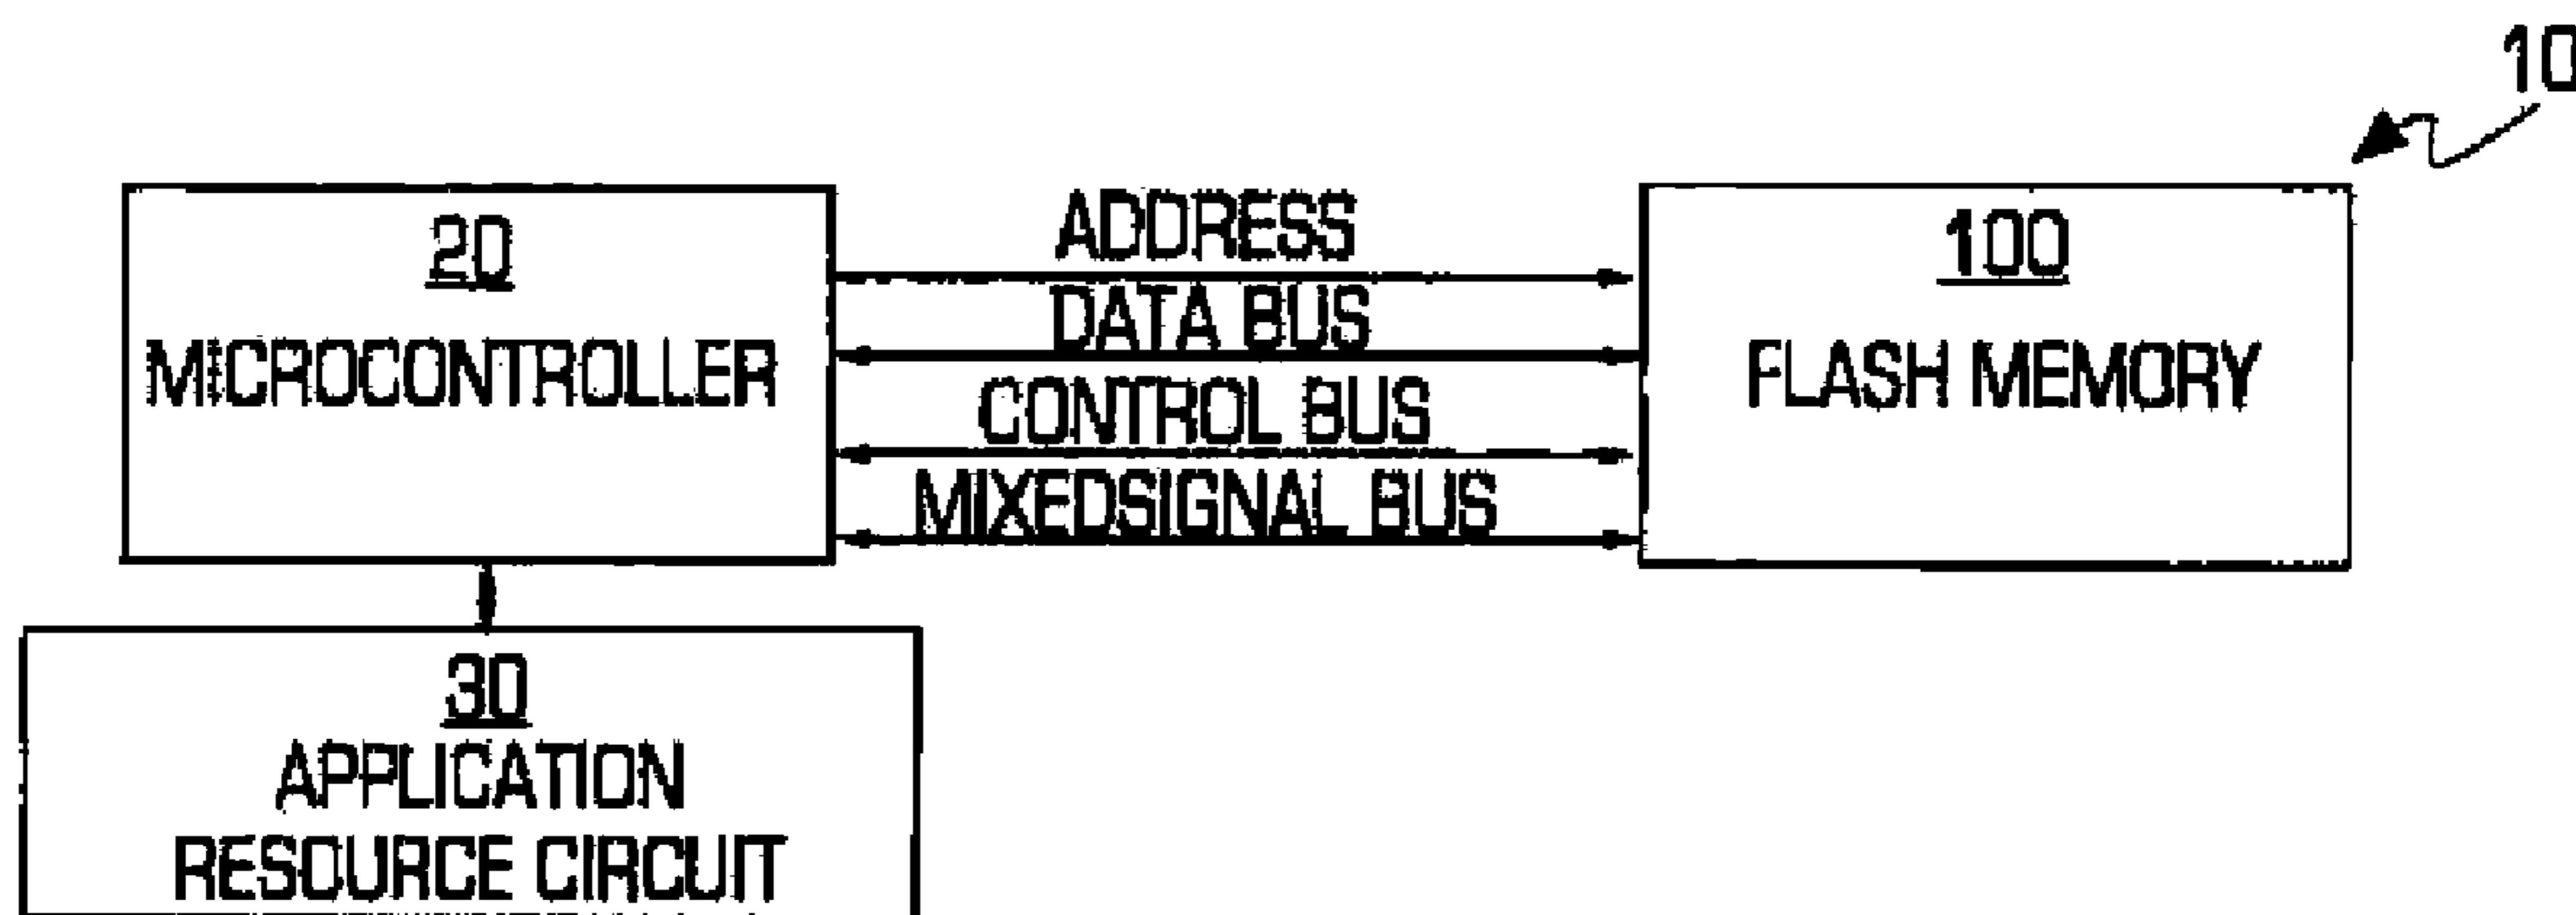 10
20
MICROCONTROLLER
ADDRESS
DATA BUS
CONTROL BUS
MIXEDSIGNAL BUS
100
FLASH MEMORY
30
APPLICATION
RESOURCE CIRCUIT